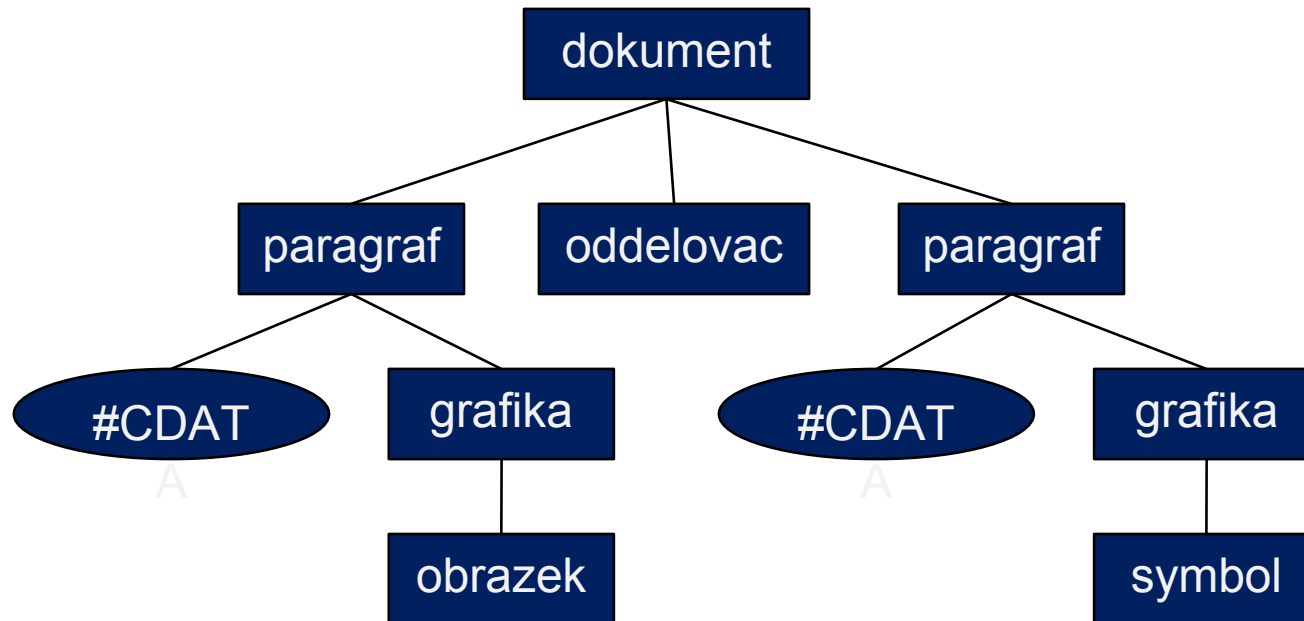 dokument
paragraf oddelovac paragraf
#CDAT grafika #CDAT grafika
A A
obrazek symbol